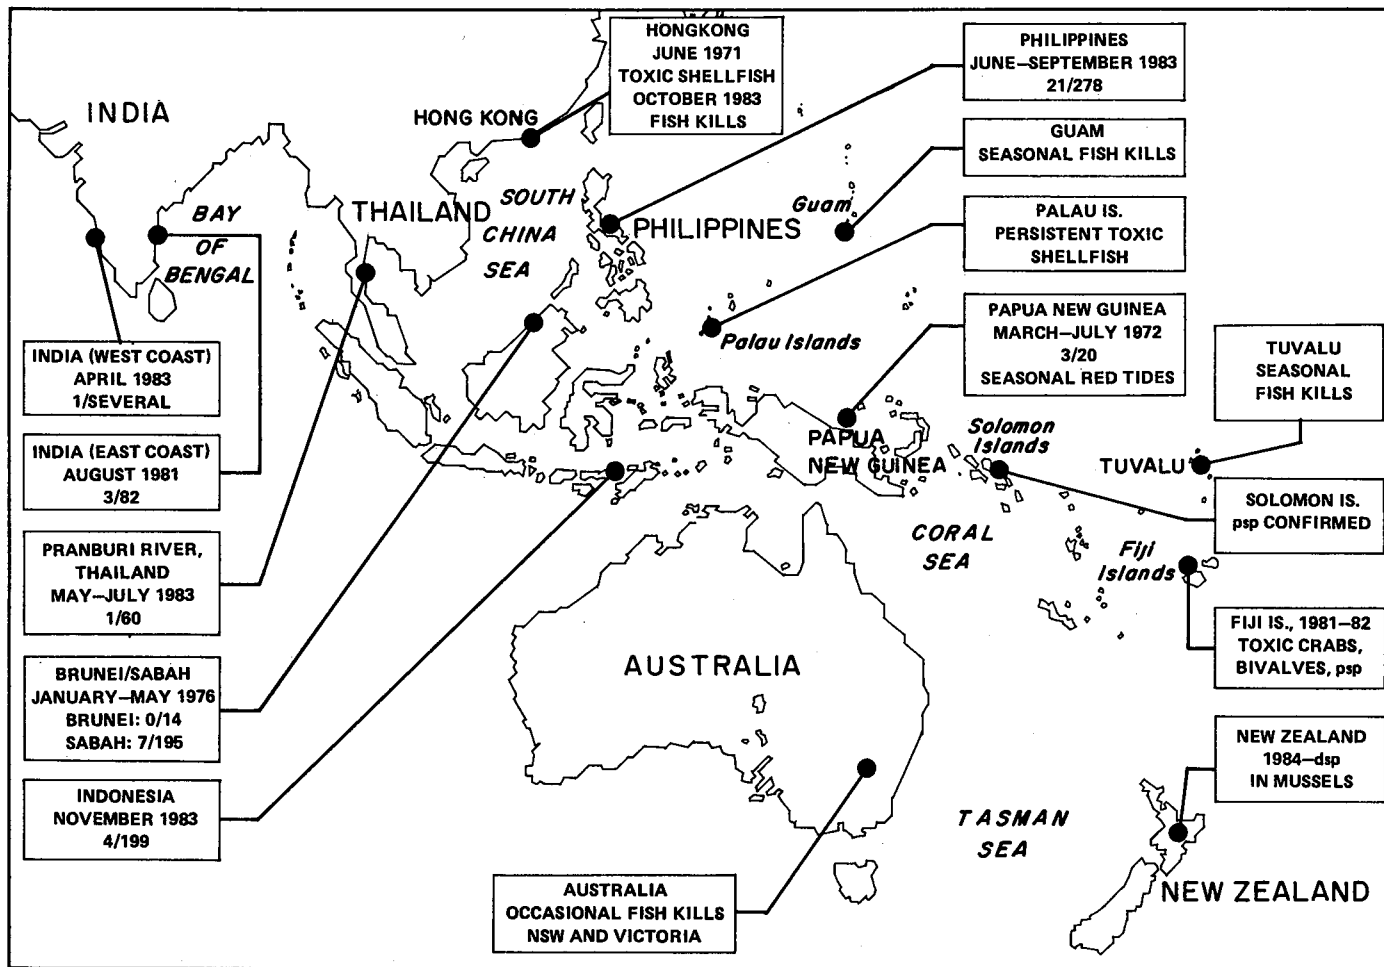 HONGKONG
JUNE 1971
TOXIC SHELLFISH
OCTOBER 1983
FISH KILLS
PHILIPPINES
JUNE–SEPTEMBER 1983
21/278
INDIA
HONG KONG
GUAM
SEASONAL FISH KILLS
BAY
OF
BENGAL
THAILAND
SOUTH
CHINA
SEA
PHILIPPINES
Guam
PALAU IS.
PERSISTENT TOXIC
SHELLFISH
Palau Islands
PAPUA NEW GUINEA
MARCH–JULY 1972
3/20
SEASONAL RED TIDES
TUVALU
SEASONAL
FISH KILLS
INDIA (WEST COAST)
APRIL 1983
1/SEVERAL
INDIA (EAST COAST)
AUGUST 1981
3/82
PAPUA
NEW GUINEA
Solomon
Islands
TUVALU
SOLOMON IS.
psp CONFIRMED
PRANBURI RIVER,
THAILAND
MAY–JULY 1983
1/60
CORAL
SEA
Fiji
Islands
FIJI IS., 1981–82
TOXIC CRABS,
BIVALVES, psp
BRUNEI/SABAH
JANUARY–MAY 1976
BRUNEI: 0/14
SABAH: 7/195
AUSTRALIA
NEW ZEALAND
1984–dsp
IN MUSSELS
INDONESIA
NOVEMBER 1983
4/199
TASMAN
SEA
AUSTRALIA
OCCASIONAL FISH KILLS
NSW AND VICTORIA
NEW ZEALAND